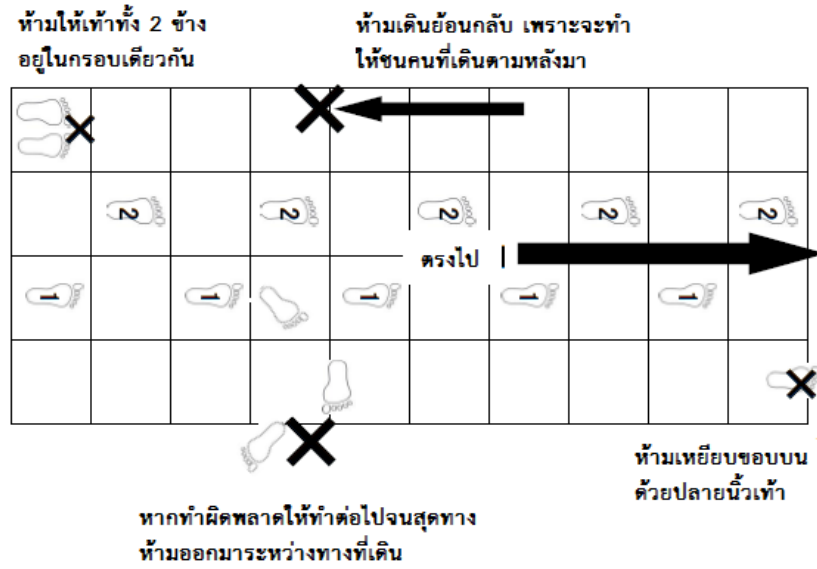 ห้ามให้เท้าทั้ง 2 ข้าง
อยู่ในกรอบเดียวกัน
ห้ามเดินย้อนกลับ เพราะจะทำ
ให้ชนคนที่เดินตามหลังมา
2 2 2 2 2
ตรงไป
1 1 1 1 1
ห้ามเหยียบขอบบน
ด้วยปลายนิ้วเท้า
หากทำผิดพลาดให้ทำต่อไปจนสุดทาง
ห้ามออกมาระหว่างทางที่เดิน